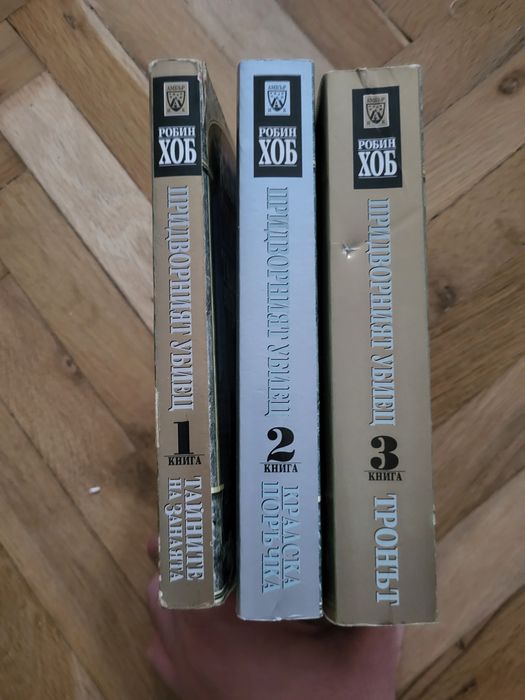 АМБЪР
РОБИН
ХОБ
ПРИДВОРНИЯТ УБИЕЦ
1
КНИГА
ТАЙНИТЕ
НА ЗАНАЯТА
АМБЪР
РОБИН
ХОБ
ПРИДВОРНИЯТ УБИЕЦ
2
КНИГА
КРАЛСКА
ПОРЪЧКА
АМБЪР
РОБИН
ХОБ
ПРИДВОРНИЯТ УБИЕЦ
3
КНИГА
ТРОНЪТ